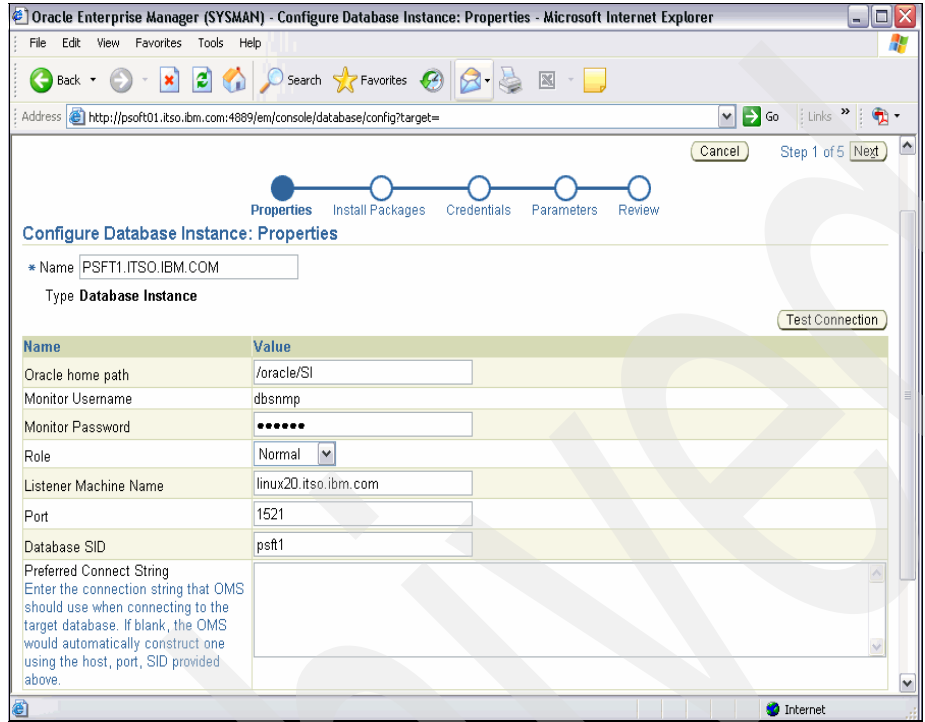 Oracle Enterprise Manager (SYSMAN) - Configure Database Instance: Properties - Microsoft Internet Explorer
File Edit View Favorites Tools Help
Back Search Favorites
Address http://psoft01.itso.ibm.com:4889/em/console/database/config?target= Go Links »
Cancel Step 1 of 5 Next
Properties Install Packages Credentials Parameters Review
Configure Database Instance: Properties
* Name PSFT1.ITSO.IBM.COM
Type Database Instance
Test Connection
Name Value
Oracle home path /oracle/SI
Monitor Username dbsnmp
Monitor Password ••••••
Role Normal
Listener Machine Name linux20.itso.ibm.com
Port 1521
Database SID psft1
Preferred Connect String
Enter the connection string that OMS
should use when connecting to the
target database. If blank, the OMS
would automatically construct one
using the host, port, SID provided
above.
Internet